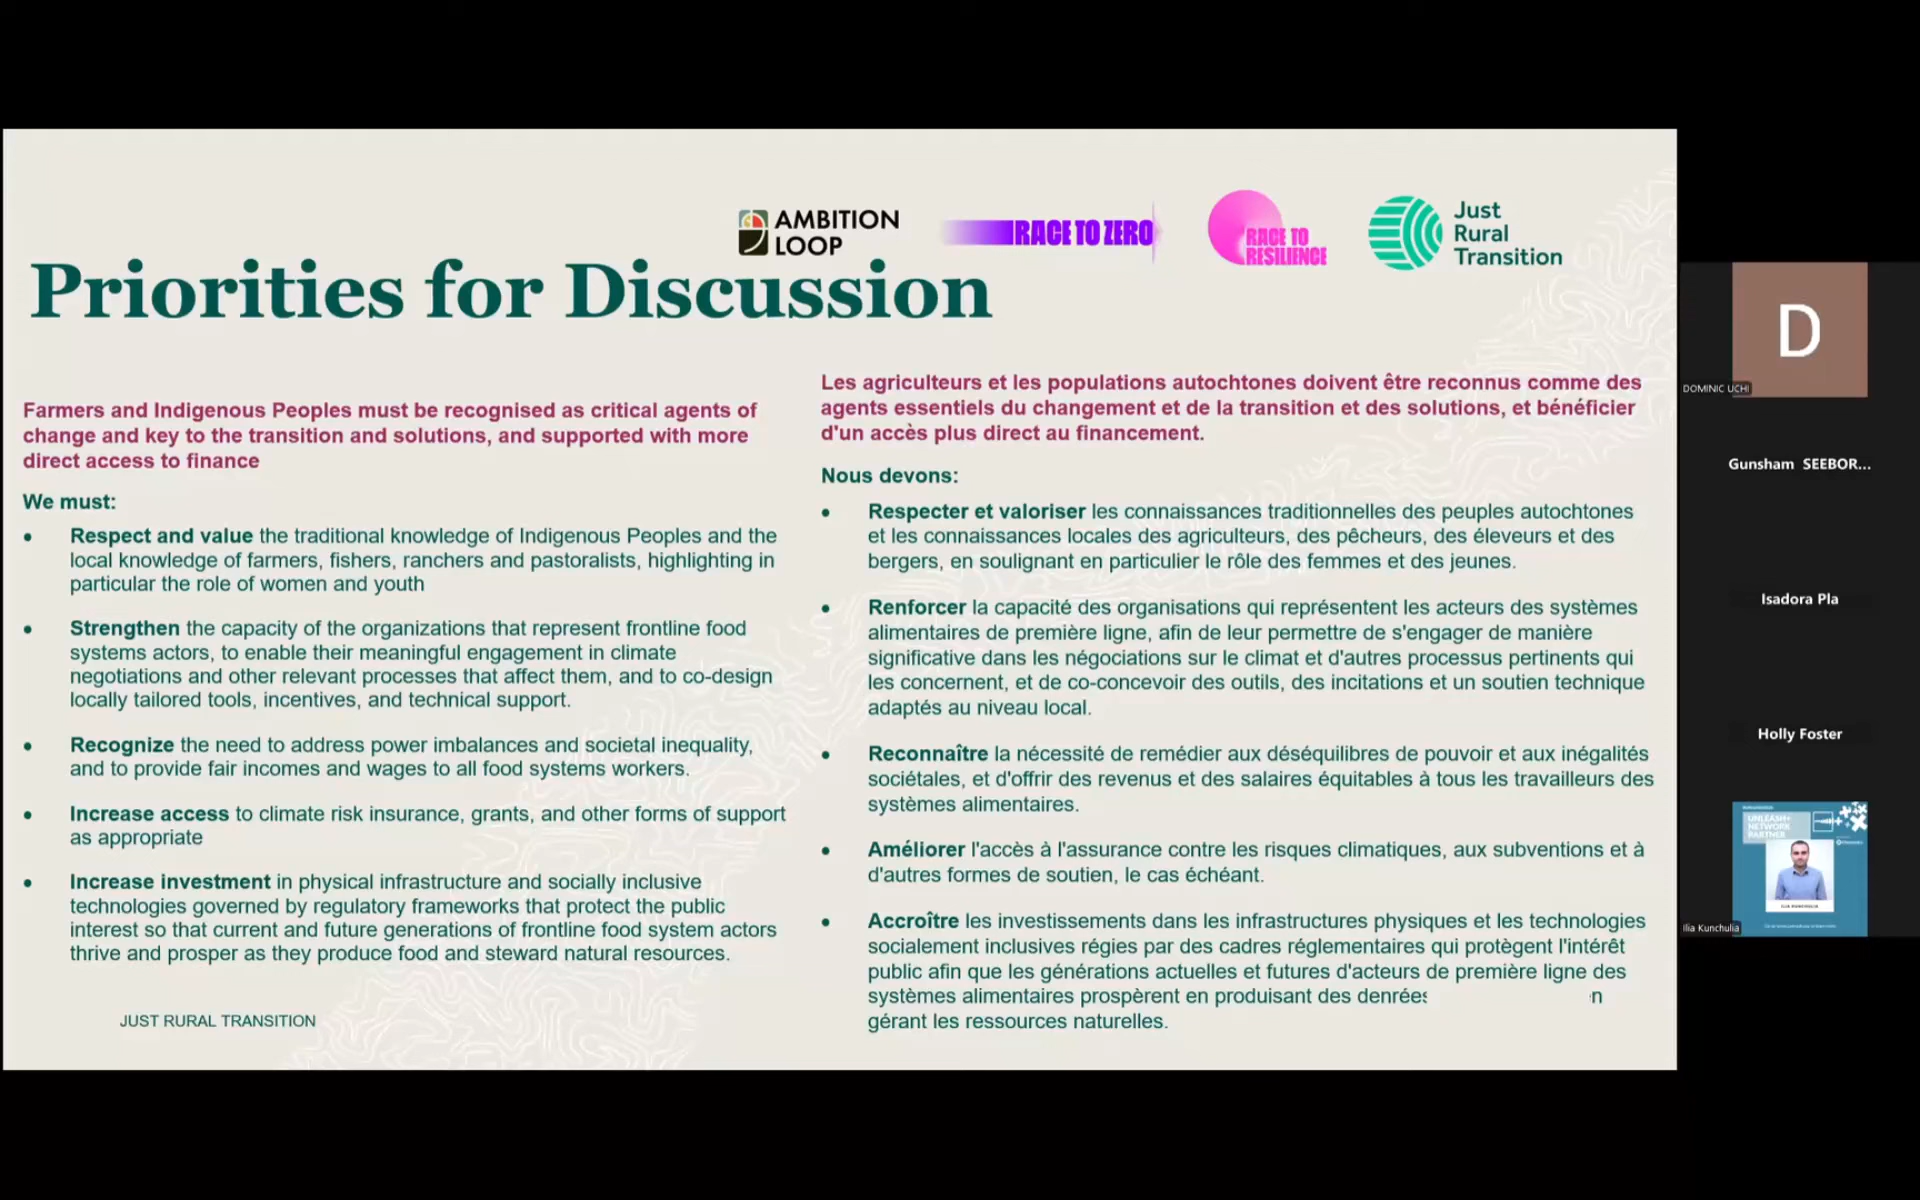 AMBITION
LOOP
RACE TO ZERO
RACE TO
RESILIENCE
Just
Rural
Transition
Priorities for Discussion
Farmers and Indigenous Peoples must be recognised as critical agents of
change and key to the transition and solutions, and supported with more
direct access to finance
We must:
• Respect and value the traditional knowledge of Indigenous Peoples and the
local knowledge of farmers, fishers, ranchers and pastoralists, highlighting in
particular the role of women and youth
• Strengthen the capacity of the organizations that represent frontline food
systems actors, to enable their meaningful engagement in climate
negotiations and other relevant processes that affect them, and to co-design
locally tailored tools, incentives, and technical support.
• Recognize the need to address power imbalances and societal inequality,
and to provide fair incomes and wages to all food systems workers.
• Increase access to climate risk insurance, grants, and other forms of support
as appropriate
• Increase investment in physical infrastructure and socially inclusive
technologies governed by regulatory frameworks that protect the public
interest so that current and future generations of frontline food system actors
thrive and prosper as they produce food and steward natural resources.
JUST RURAL TRANSITION
Les agriculteurs et les populations autochtones doivent être reconnus comme des
agents essentiels du changement et de la transition et des solutions, et bénéficier
d'un accès plus direct au financement.
Nous devons:
• Respecter et valoriser les connaissances traditionnelles des peuples autochtones
et les connaissances locales des agriculteurs, des pêcheurs, des éleveurs et des
bergers, en soulignant en particulier le rôle des femmes et des jeunes.
• Renforcer la capacité des organisations qui représentent les acteurs des systèmes
alimentaires de première ligne, afin de leur permettre de s'engager de manière
significative dans les négociations sur le climat et d'autres processus pertinents qui
les concernent, et de co-concevoir des outils, des incitations et un soutien technique
adaptés au niveau local.
• Reconnaître la nécessité de remédier aux déséquilibres de pouvoir et aux inégalités
sociétales, et d'offrir des revenus et des salaires équitables à tous les travailleurs des
systèmes alimentaires.
• Améliorer l'accès à l'assurance contre les risques climatiques, aux subventions et à
d'autres formes de soutien, le cas échéant.
• Accroître les investissements dans les infrastructures physiques et les technologies
socialement inclusives régies par des cadres réglementaires qui protègent l'intérêt
public afin que les générations actuelles et futures d'acteurs de première ligne des
systèmes alimentaires prospèrent en produisant des denrées
gérant les ressources naturelles.
D
DOMINIC UCHI
Gunsham SEEBOR...
Isadora Pla
Holly Foster
UNLEASH+
NETWORK
PARTNER
Ilia Kunchulia